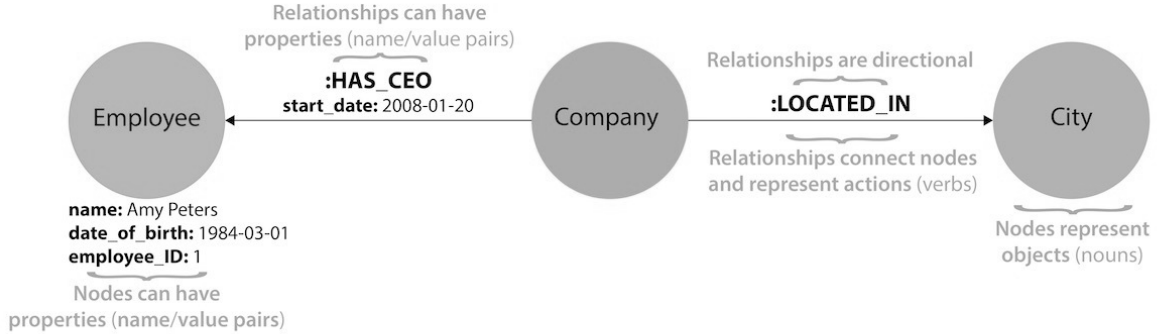 Relationships can have
properties (name/value pairs)
:HAS_CEO
start_date: 2008-01-20
Relationships are directional
:LOCATED_IN
Employee
Company
City
Relationships connect nodes
and represent actions (verbs)
name: Amy Peters
date_of_birth: 1984-03-01
employee_ID: 1
Nodes represent
objects (nouns)
Nodes can have
properties (name/value pairs)